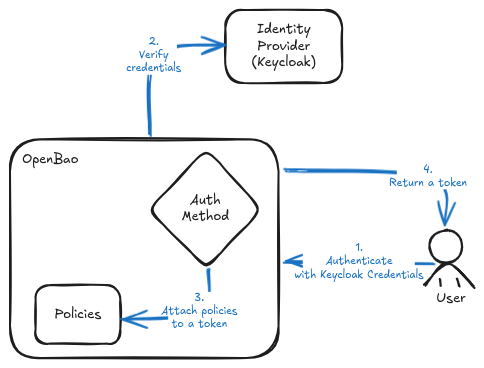 2.
Verify
credentials
Identity
Provider
(Keycloak)
OpenBao
Auth
Method
4.
Return a token
1.
Authenticate
with Keycloak Credentials
User
3.
Attach policies
to a token
Policies